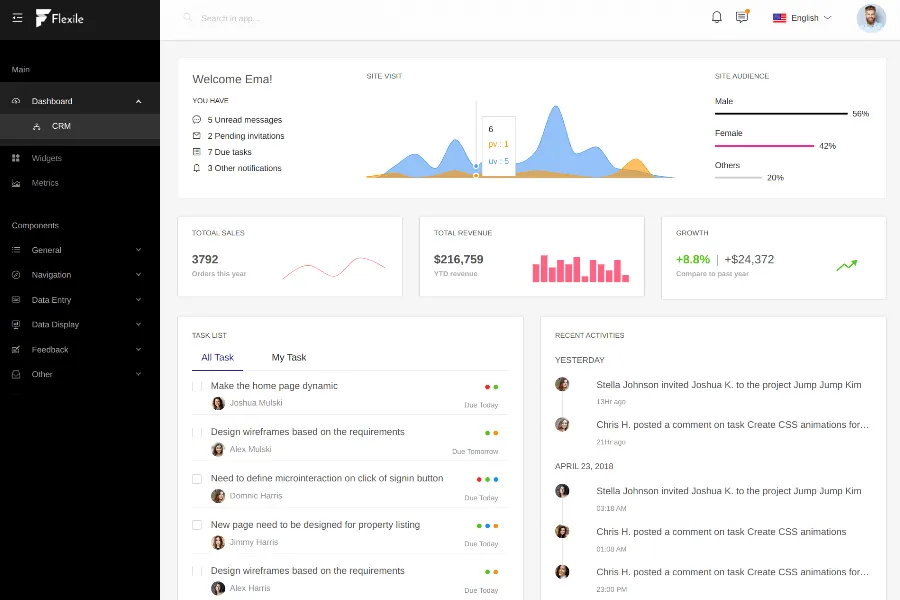 Flexile
Search in app...
English
Main
Dashboard
CRM
Widgets
Metrics
Components
General
Navigation
Data Entry
Data Display
Feedback
Other
Welcome Ema!
YOU HAVE
5 Unread messages
2 Pending invitations
7 Due tasks
3 Other notifications
SITE VISIT
6
pv : 1
uv : 5
SITE AUDIENCE
Male
56%
Female
42%
Others
20%
TOTOAL SALES
3792
Orders this year
TOTAL REVENUE
$216,759
YTD revenue
GROWTH
+8.8% | +$24,372
Compare to past year
TASK LIST
All Task My Task
Make the home page dynamic
Joshua Mulski
Due Today
Design wireframes based on the requirements
Alex Mulski
Due Tomorrow
Need to define microinteraction on click of signin button
Domnic Harris
Due Today
New page need to be designed for property listing
Jimmy Harris
Due Today
Design wireframes based on the requirements
Alex Harris
Due Today
RECENT ACTIVITIES
YESTERDAY
Stella Johnson invited Joshua K. to the project Jump Jump Kim
13Hr ago
Chris H. posted a comment on task Create CSS animations for...
21Hr ago
APRIL 23, 2018
Stella Johnson invited Joshua K. to the project Jump Jump Kim
03:18 AM
Chris H. posted a comment on task Create CSS animations
01:08 AM
Chris H. posted a comment on task Create CSS animations for...
23:00 PM